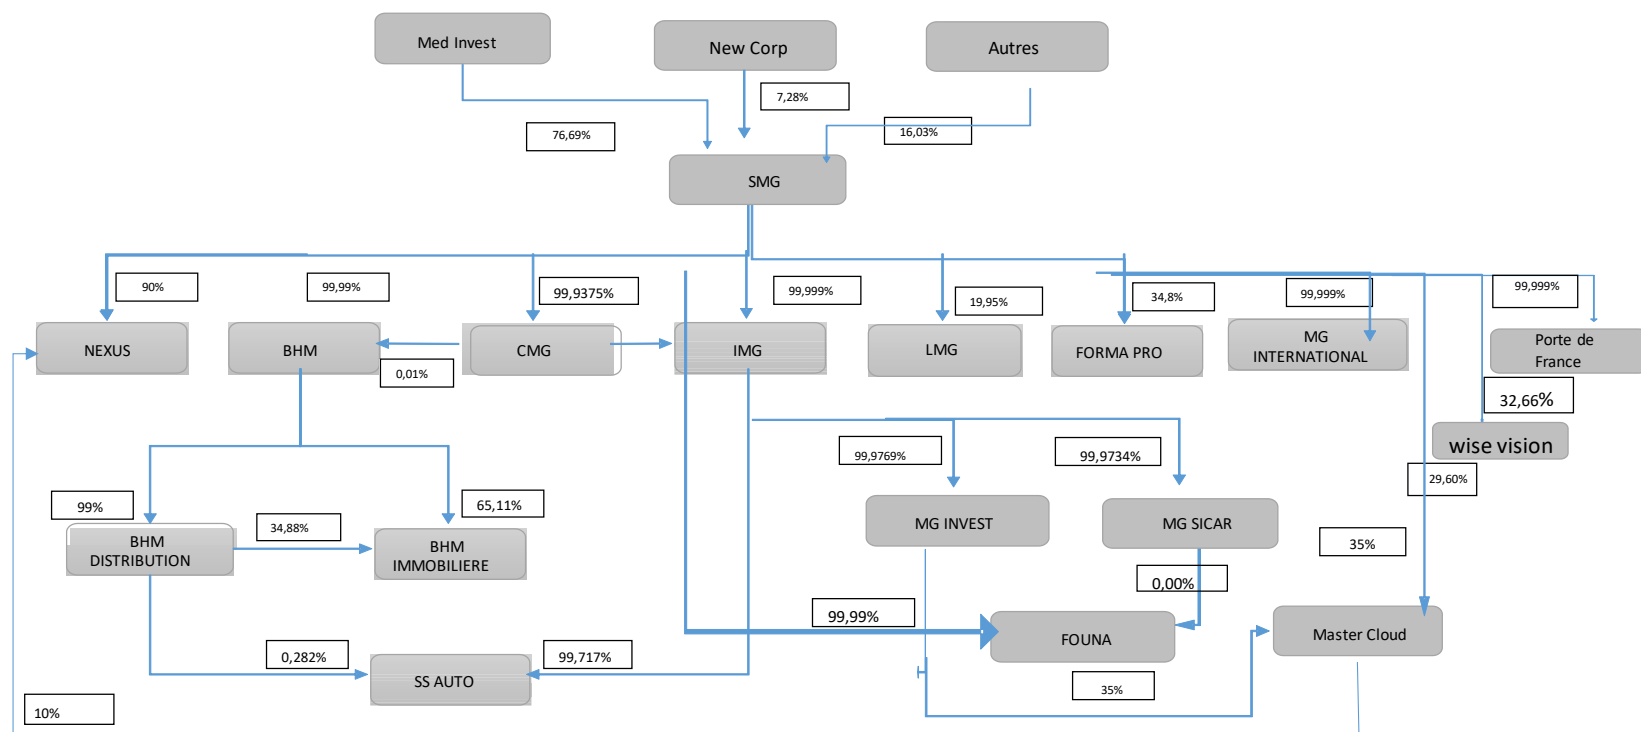 Med Invest
New Corp
Autres
7,28%
76,69%
16,03%
SMG
90%
99,99%
99,9375%
99,999%
19,95%
34,8%
99,999%
99,999%
NEXUS
BHM
CMG
IMG
LMG
FORMA PRO
MG
INTERNATIONAL
Porte de
France
0,01%
32,66%
wise vision
99,9769%
99,9734%
29,60%
99%
65,11%
34,88%
BHM
DISTRIBUTION
BHM
IMMOBILIERE
MG INVEST
MG SICAR
35%
0,00%
99,99%
FOUNA
Master Cloud
0,282%
99,717%
SS AUTO
35%
10%